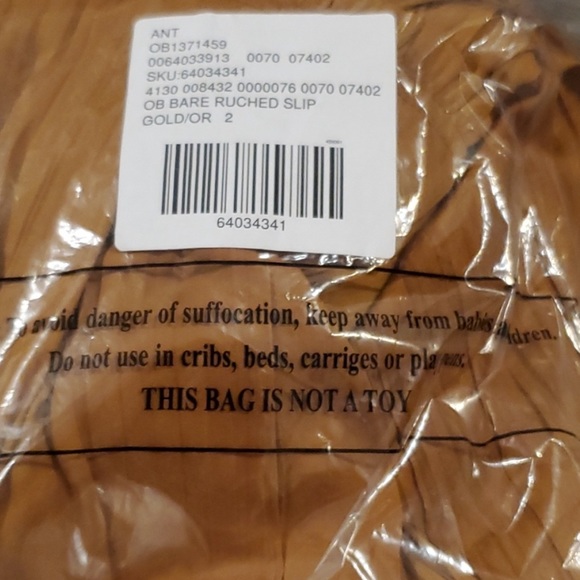 ANT
OB1371459
0064033913 0070 07402
SKU:64034341
4130 008432 0000076 0070 07402
OB BARE RUCHED SLIP
GOLD/OR 2
64034341
To avoid danger of suffocation, keep away from babies
Do not use in cribs, beds, carriges or
THIS BAG IS NOT A TOY